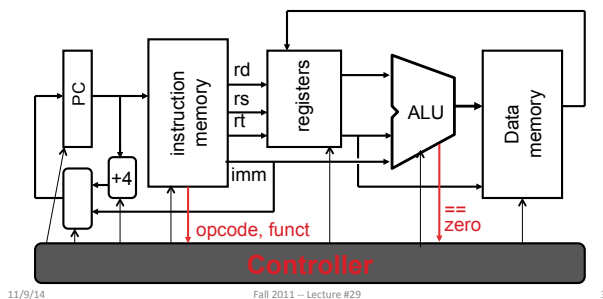 PC
instruction memory
rd
rs
rt
imm
registers
ALU
Data memory
+4
opcode, funct
==
zero
Controller
11/9/14
Fall 2011 -- Lecture #29